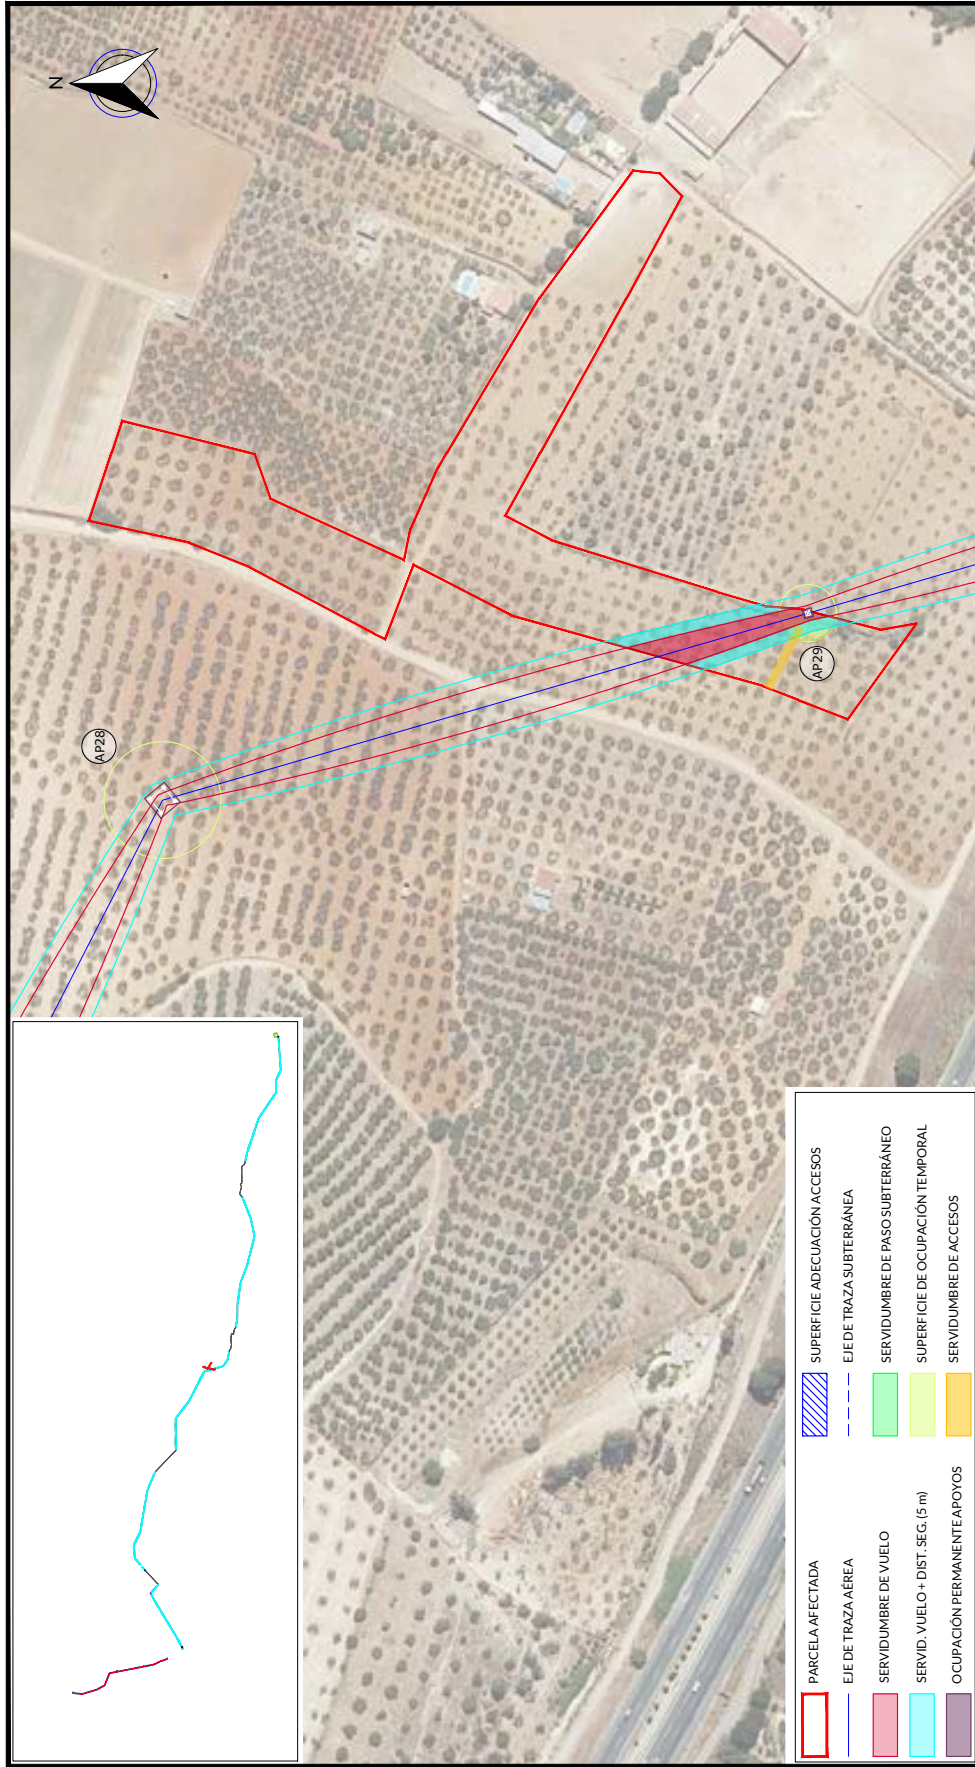 N
AP28
AP29
PARCELA AFECTADA
EJE DE TRAZA AÉREA
SERVIDUMBRE DE VUELO
SERVID. VUELO + DIST. SEG. (5 m)
OCUPACIÓN PERMANENTE APOYOS
SUPERFICIE ADECUACIÓN ACCESOS
EJE DE TRAZA SUBTERRÁNEA
SERVIDUMBRE DE PASO SUBTERRÁNEO
SUPERFICIE DE OCUPACIÓN TEMPORAL
SERVIDUMBRE DE ACCESOS